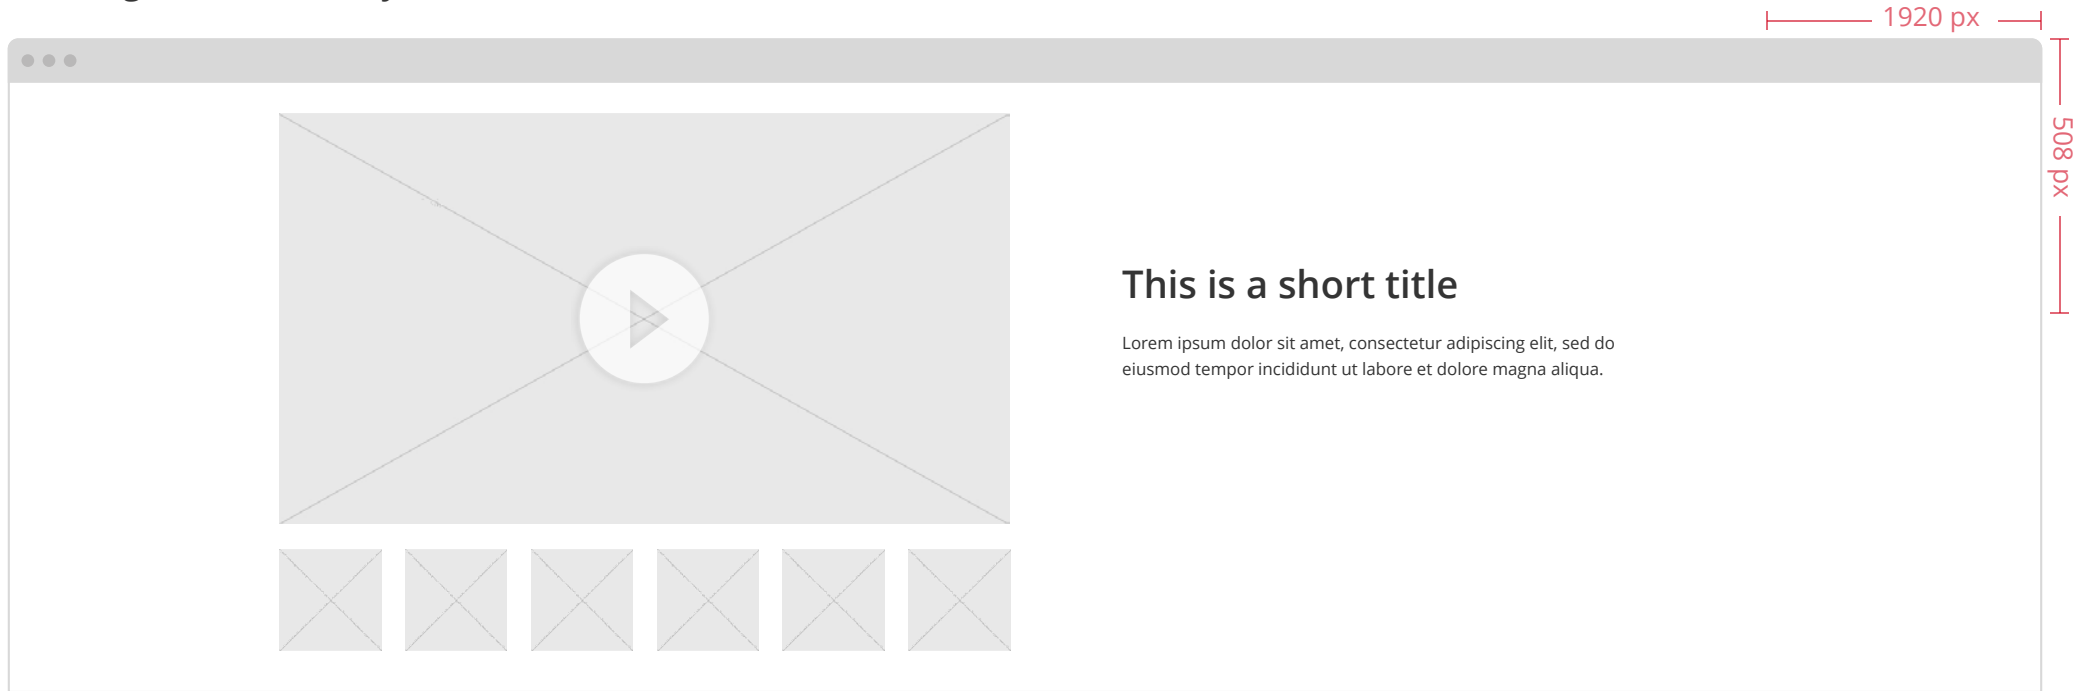 1920 px
508 px
This is a short title
Lorem ipsum dolor sit amet, consectetur adipiscing elit, sed do
eiusmod tempor incididunt ut labore et dolore magna aliqua.